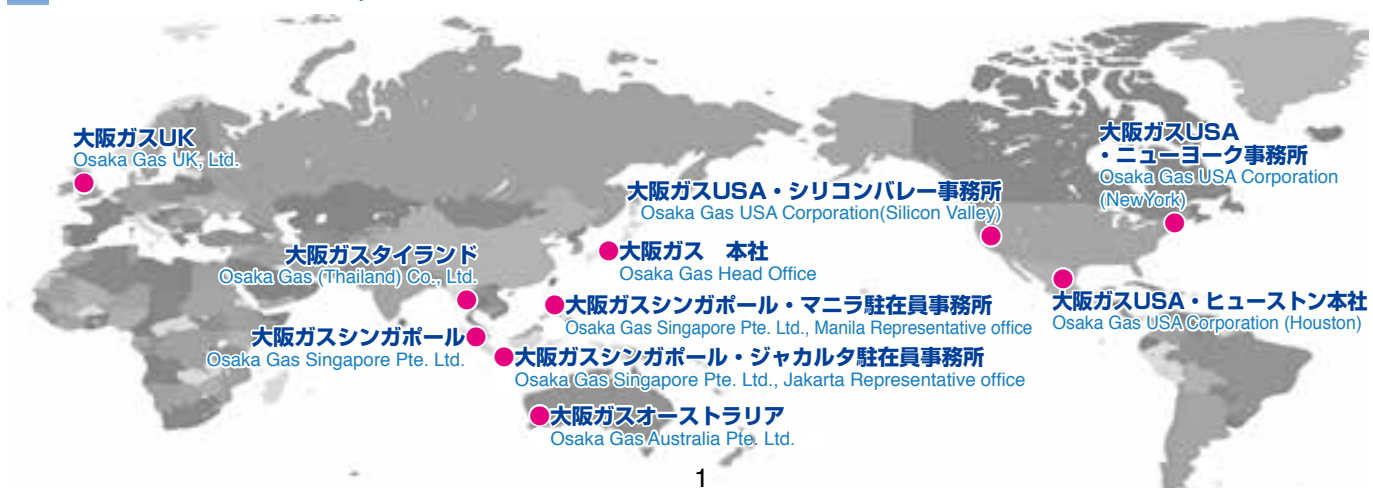 大阪ガスUK
Osaka Gas UK, Ltd.
大阪ガスUSA
・ニューヨーク事務所
Osaka Gas USA Corporation
(NewYork)
大阪ガスUSA・シリコンバレー事務所
Osaka Gas USA Corporation(Silicon Valley)
大阪ガスタイランド
Osaka Gas (Thailand) Co., Ltd.
大阪ガス　本社
Osaka Gas Head Office
大阪ガスUSA・ヒューストン本社
Osaka Gas USA Corporation (Houston)
大阪ガスシンガポール・マニラ駐在員事務所
Osaka Gas Singapore Pte. Ltd., Manila Representative office
大阪ガスシンガポール
Osaka Gas Singapore Pte. Ltd.
大阪ガスシンガポール・ジャカルタ駐在員事務所
Osaka Gas Singapore Pte. Ltd., Jakarta Representative office
大阪ガスオーストラリア
Osaka Gas Australia Pte. Ltd.
1